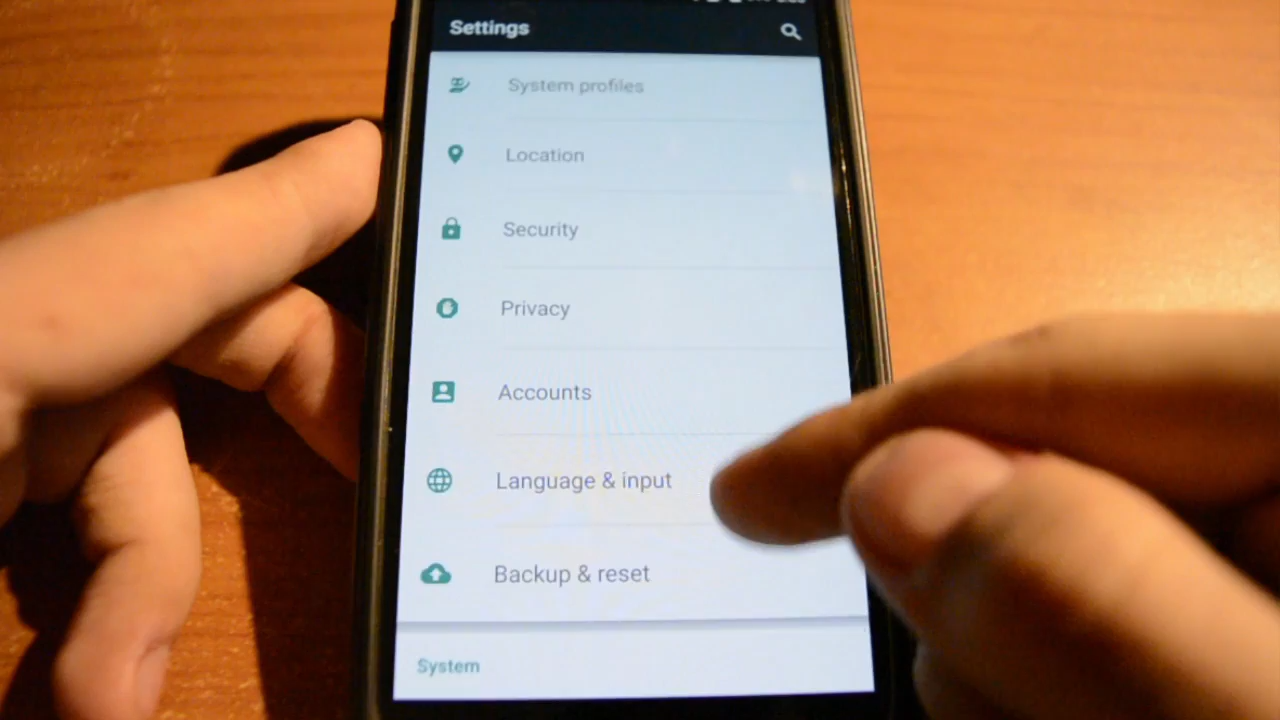 Settings
System profiles
Location
Security
Privacy
Accounts
Language & input
Backup & reset
System